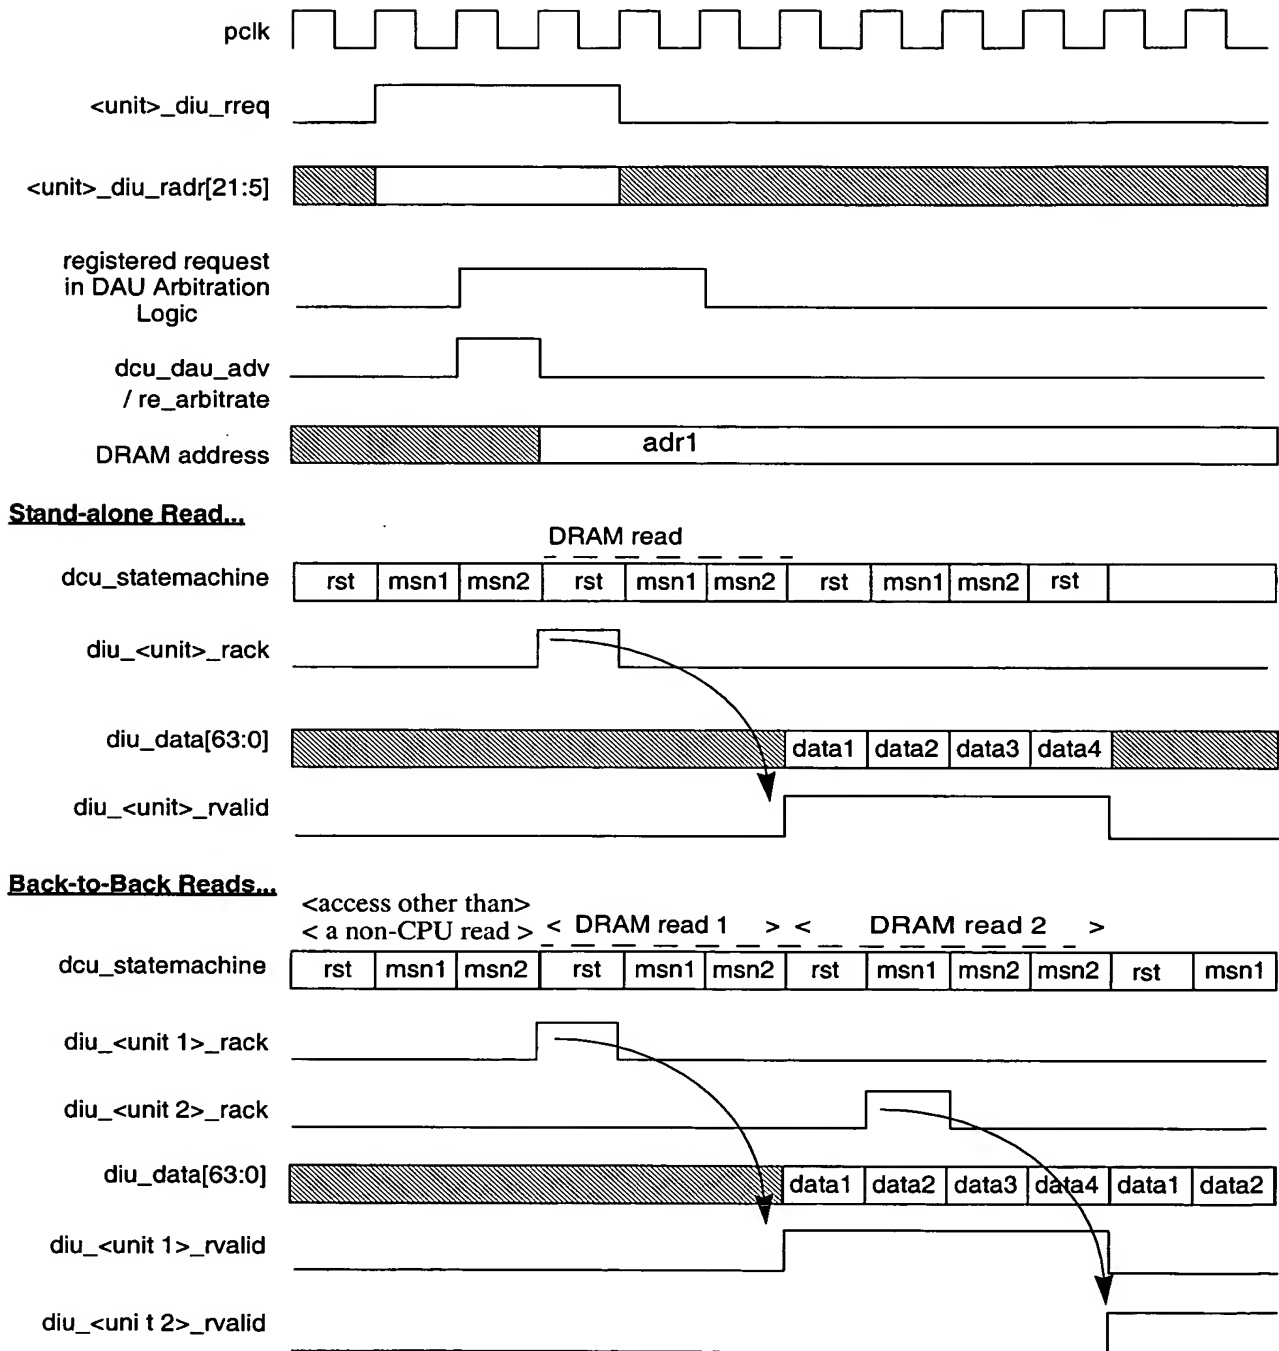 pclk
<unit>_diu_rreq
<unit>_diu_radr[21:5]
registered request
in DAU Arbitration
Logic
dcu_dau_adv
/ re_arbitrate
DRAM address
adr1
Stand-alone Read...
DRAM read
dcu_statemachine rst msn1 msn2 rst msn1 msn2 rst msn1 msn2 rst
diu_<unit>_rack
diu_data[63:0] data1 data2 data3 data4
diu_<unit>_rvalid
Back-to-Back Reads...
<access other than>
< a non-CPU read > < DRAM read 1 > < DRAM read 2 >
dcu_statemachine rst msn1 msn2 rst msn1 msn2 rst msn1 msn2 msn2 rst msn1
diu_<unit 1>_rack
diu_<unit 2>_rack
diu_data[63:0] data1 data2 data3 data4 data1 data2
diu_<unit 1>_rvalid
diu_<uni t 2>_rvalid